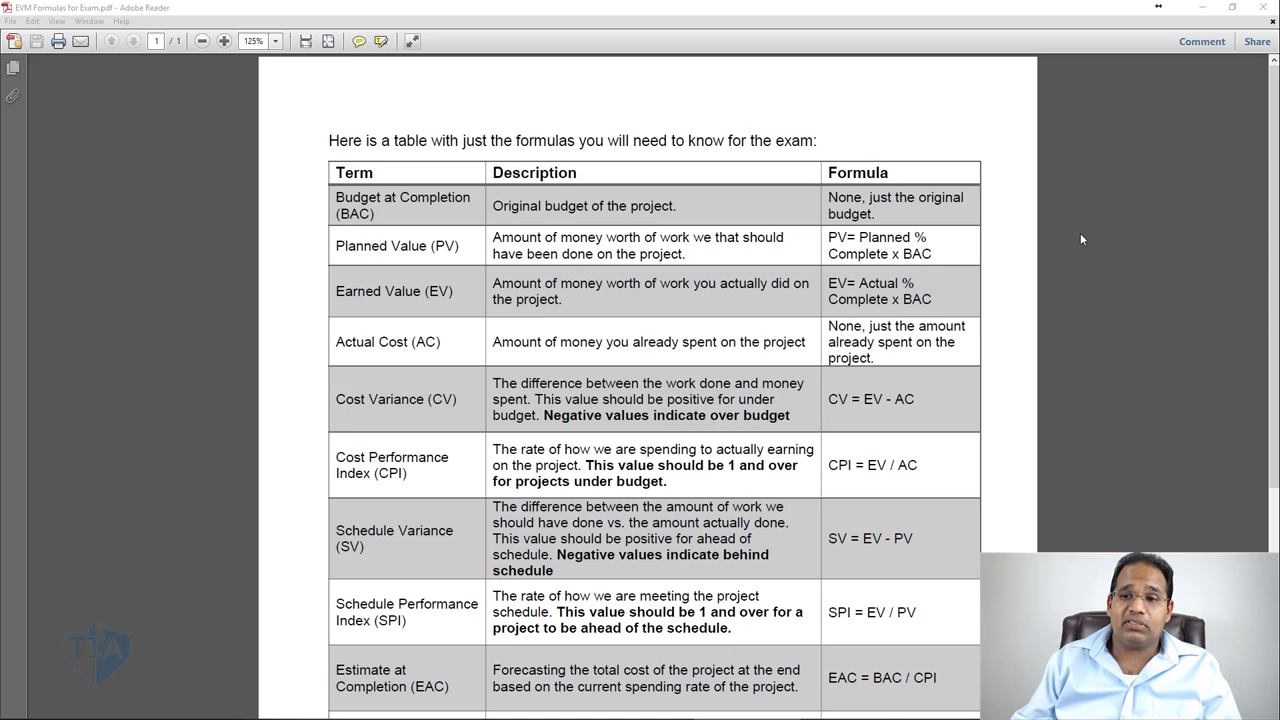 EVM Formulas for Exam.pdf - Adobe Reader
File Edit View Window Help
1 / 1 125% Comment Share
Here is a table with just the formulas you will need to know for the exam:
Term Description Formula
Budget at Completion
(BAC)
Original budget of the project.
None, just the original
budget.
Planned Value (PV)
Amount of money worth of work we that should
have been done on the project.
PV= Planned %
Complete x BAC
Earned Value (EV)
Amount of money worth of work you actually did on
the project.
EV= Actual %
Complete x BAC
Actual Cost (AC)
Amount of money you already spent on the project
None, just the amount
already spent on the
project.
Cost Variance (CV)
The difference between the work done and money
spent. This value should be positive for under
budget. Negative values indicate over budget
CV = EV - AC
Cost Performance
Index (CPI)
The rate of how we are spending to actually earning
on the project. This value should be 1 and over
for projects under budget.
CPI = EV / AC
Schedule Variance
(SV)
The difference between the amount of work we
should have done vs. the amount actually done.
This value should be positive for ahead of
schedule. Negative values indicate behind
schedule
SV = EV - PV
Schedule Performance
Index (SPI)
The rate of how we are meeting the project
schedule. This value should be 1 and over for a
project to be ahead of the schedule.
SPI = EV / PV
Estimate at
Completion (EAC)
Forecasting the total cost of the project at the end
based on the current spending rate of the project.
EAC = BAC / CPI
TIA